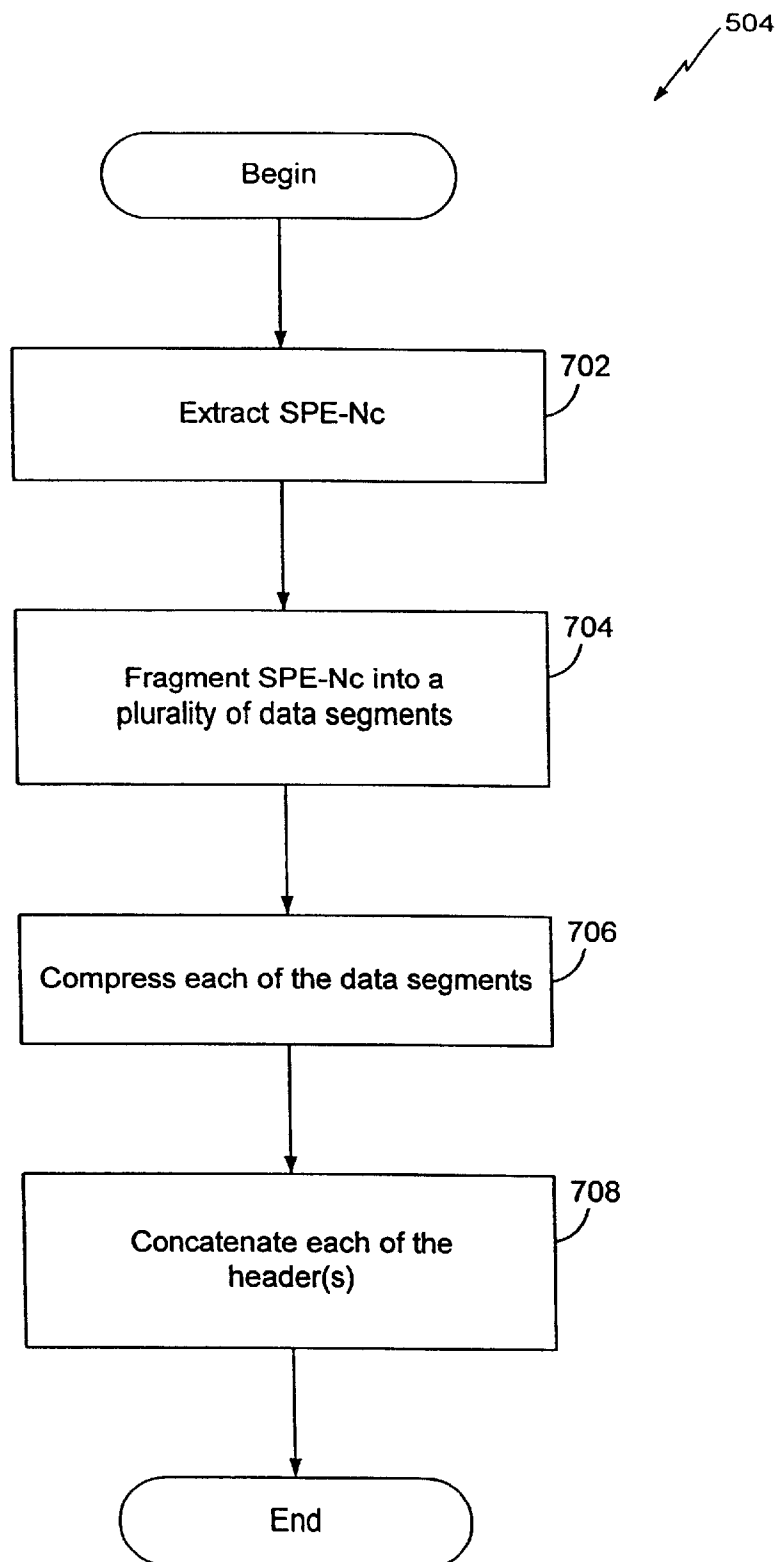 504
Begin
702
Extract SPE-Nc
704
Fragment SPE-Nc into a
plurality of data segments
706
Compress each of the data segments
708
Concatenate each of the
header(s)
End